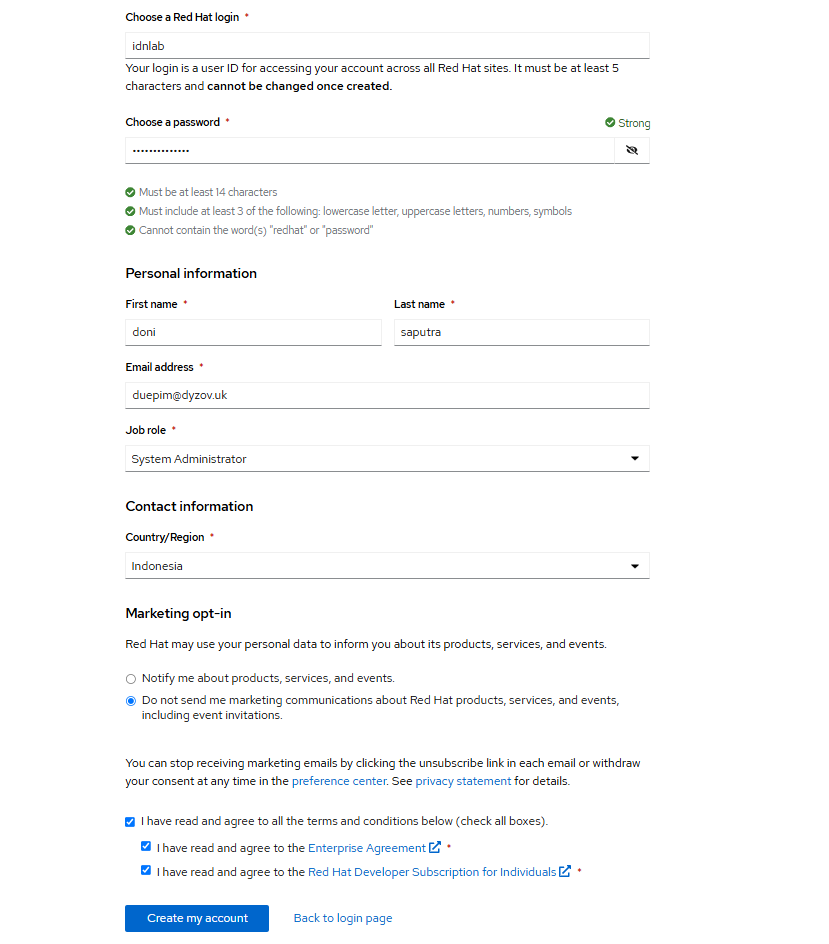 Choose a Red Hat login *
idnlab
Your login is a user ID for accessing your account across all Red Hat sites. It must be at least 5
characters and cannot be changed once created.
Choose a password *
Strong
••••••••••••••
Must be at least 14 characters
Must include at least 3 of the following: lowercase letter, uppercase letters, numbers, symbols
Cannot contain the word(s) "redhat" or "password"
Personal information
First name * Last name *
doni saputra
Email address *
duepim@dyzov.uk
Job role *
System Administrator
Contact information
Country/Region *
Indonesia
Marketing opt-in
Red Hat may use your personal data to inform you about its products, services, and events.
Notify me about products, services, and events.
Do not send me marketing communications about Red Hat products, services, and events,
including event invitations.
You can stop receiving marketing emails by clicking the unsubscribe link in each email or withdraw
your consent at any time in the preference center. See privacy statement for details.
I have read and agree to all the terms and conditions below (check all boxes).
I have read and agree to the Enterprise Agreement *
I have read and agree to the Red Hat Developer Subscription for Individuals *
Create my account Back to login page